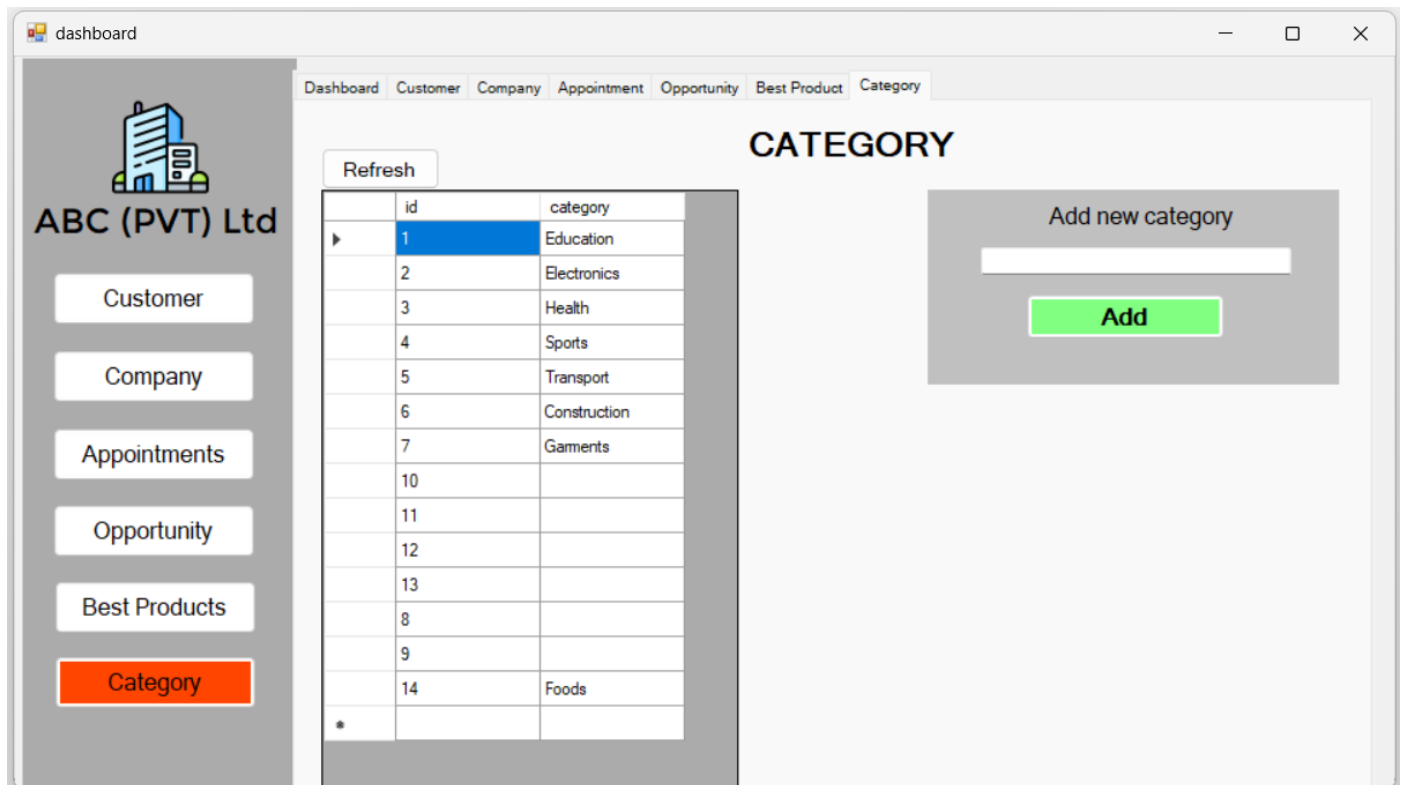 dashboard
Dashboard Customer Company Appointment Opportunity Best Product Category
CATEGORY
Refresh
ABC (PVT) Ltd
Customer
Company
Appointments
Opportunity
Best Products
Category
id category
1 Education
2 Electronics
3 Health
4 Sports
5 Transport
6 Construction
7 Garments
10
11
12
13
8
9
14 Foods
*
Add new category
Add